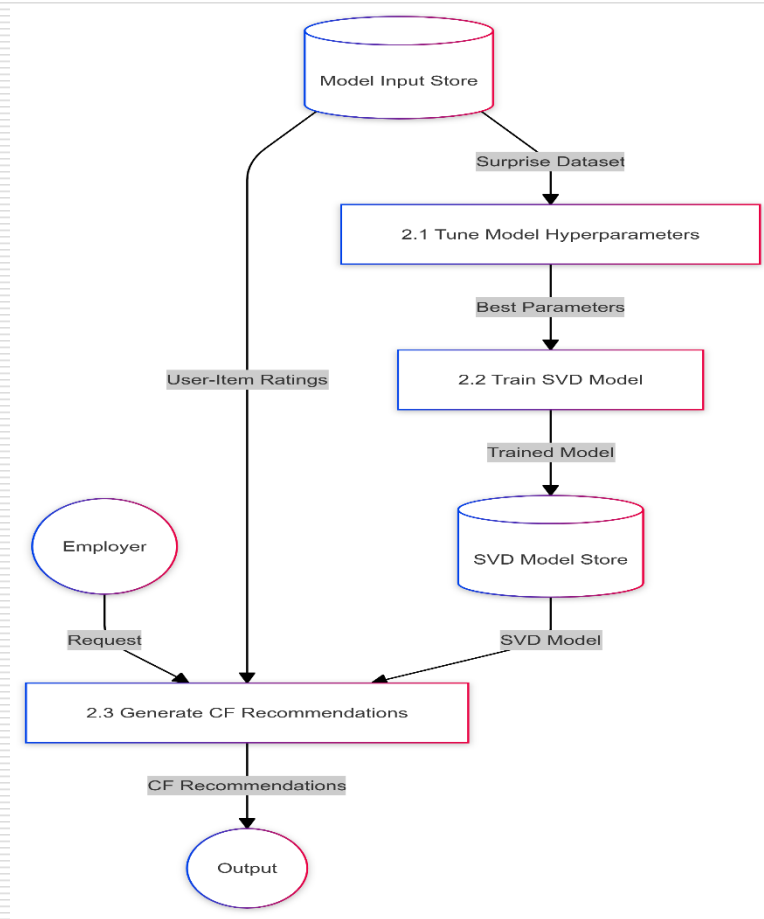 Model Input Store
Surprise Dataset
2.1 Tune Model Hyperparameters
Best Parameters
User-Item Ratings
2.2 Train SVD Model
Trained Model
Employer
SVD Model Store
Request
SVD Model
2.3 Generate CF Recommendations
CF Recommendations
Output